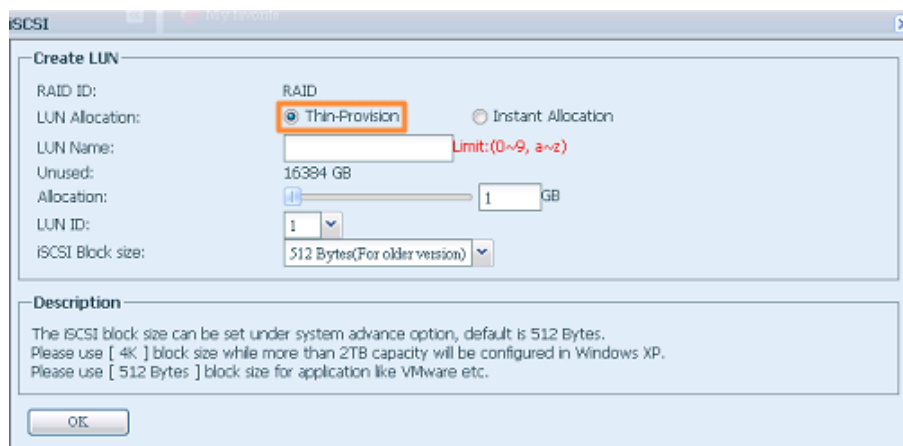 My favorite
iSCSI
Create LUN
RAID ID: RAID
LUN Allocation: Thin-Provision Instant Allocation
LUN Name: Limit:(0~9, a~z)
Unused: 16384 GB
Allocation: 1 GB
LUN ID: 1
iSCSI Block size: 512 Bytes(For older version)
Description
The iSCSI block size can be set under system advance option, default is 512 Bytes.
Please use [ 4K ] block size while more than 2TB capacity will be configured in Windows XP.
Please use [ 512 Bytes ] block size for application like VMware etc.
OK